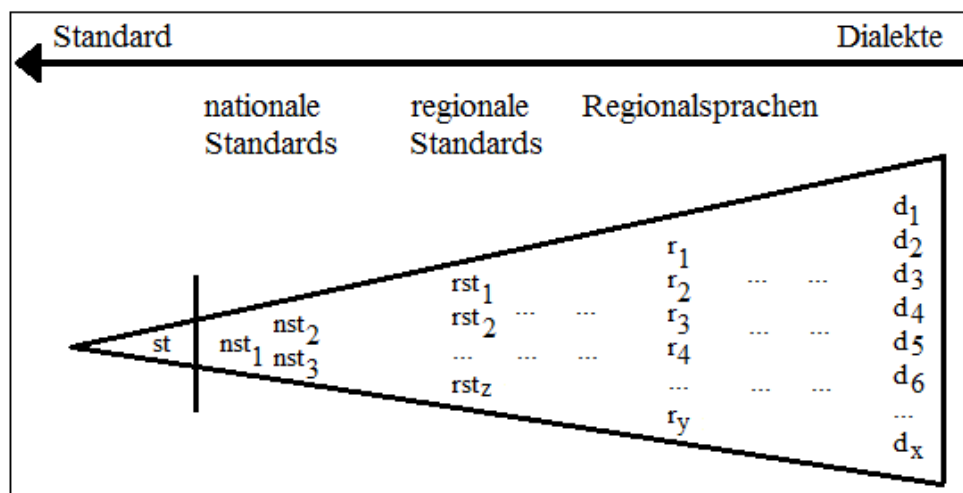 Standard Dialekte
nationale regionale Regionalsprachen
Standards Standards
d1
r1 d2
rst1 r2 ... ... d3
nst2 rst2 ... ... r3 d4
st nst1 nst3 ... ... ... r4 ... ... d5
rstz ... ... ... d6
ry ...
dx